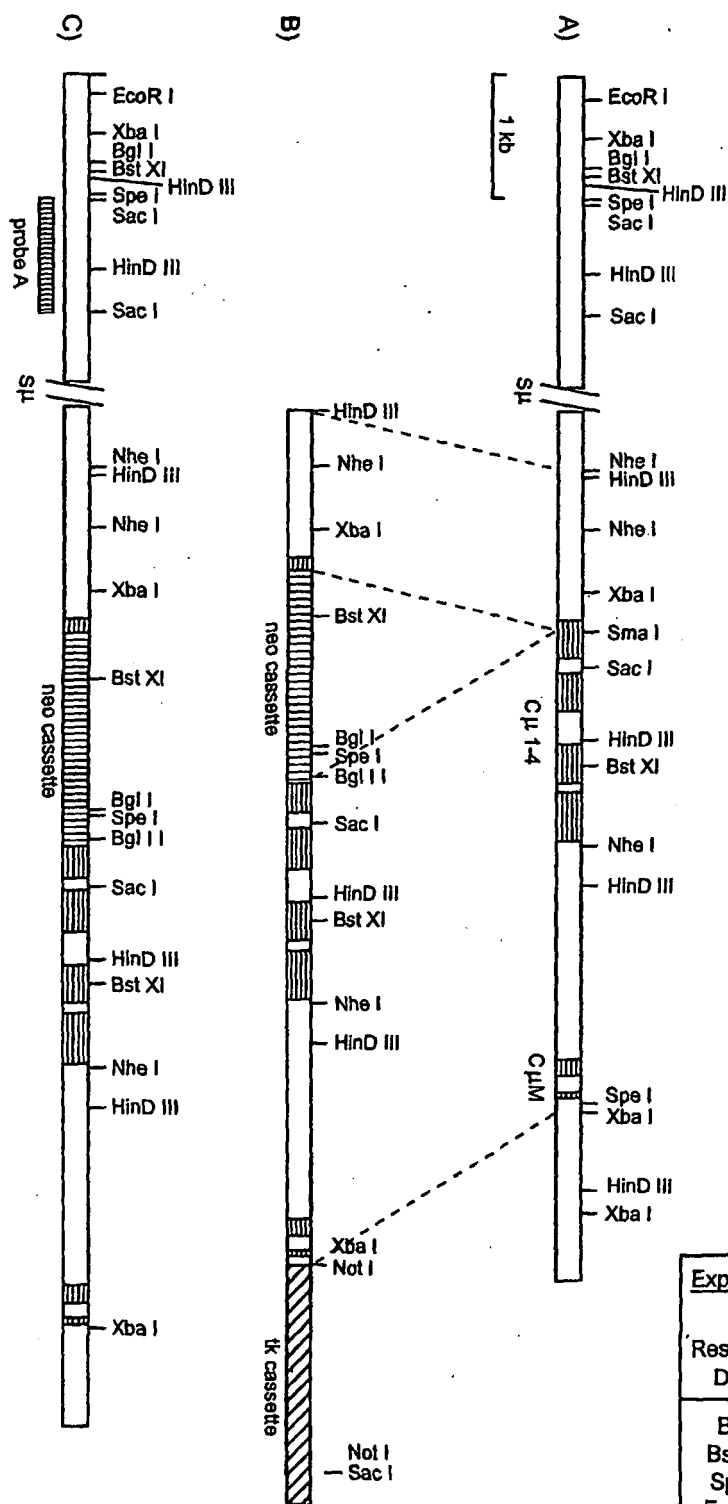 A)
EcoR I
Xba I
Bgl I
Bst XI
HinD III
Spe I
Sac I
HinD III
Sac I
1 kb
Sμ
Nhe I
HinD III
Nhe I
Xba I
Sma I
Sac I
Cμ 1-4
HinD III
Bst XI
Nhe I
HinD III
CμM
Spe I
Xba I
HinD III
Xba I
B)
HinD III
Nhe I
Xba I
Bst XI
neo cassette
Bgl I
Spe I
Bgl I I
Sac I
HinD III
Bst XI
Nhe I
HinD III
Xba I
Not I
tk cassette
Not I
Sac I
C)
EcoR I
Xba I
Bgl I
Bst XI
HinD III
Spe I
Sac I
HinD III
Sac I
probe A
Sμ
Nhe I
HinD III
Nhe I
Xba I
Bst XI
neo cassette
Bgl I
Spe I
Bgl I I
Sac I
HinD III
Bst XI
Nhe I
HinD III
Xba I